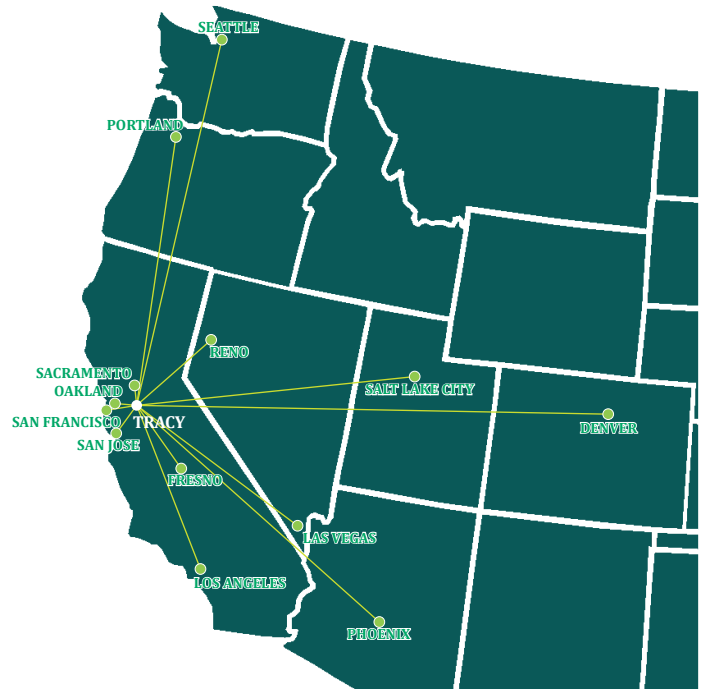 SEATTLE
PORTLAND
RENO
SACRAMENTO
SALT LAKE CITY
OAKLAND
SAN FRANCISCO
TRACY
DENVER
SAN JOSE
FRESNO
LAS VEGAS
LOS ANGELES
PHOENIX